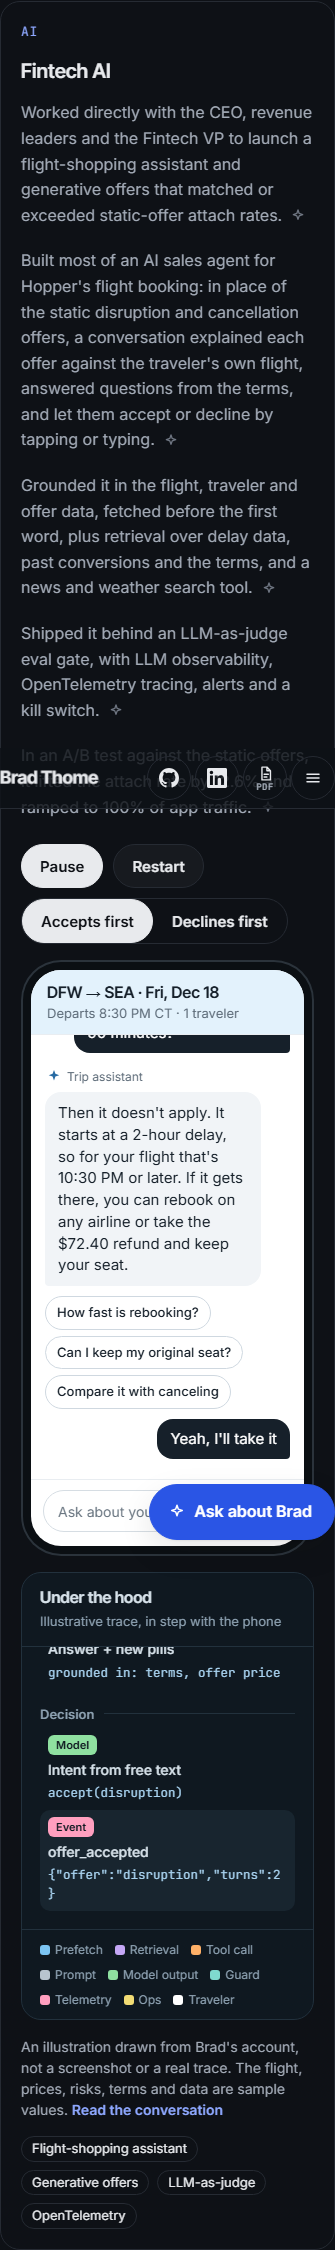 AI
Fintech AI
Worked directly with the CEO, revenue
leaders and the Fintech VP to launch a
flight-shopping assistant and
generative offers that matched or
exceeded static-offer attach rates.
Built most of an AI sales agent for
Hopper's flight booking: in place of
the static disruption and cancellation
offers, a conversation explained each
offer against the traveler's own flight,
answered questions from the terms,
and let them accept or decline by
tapping or typing.
Grounded it in the flight, traveler and
offer data, fetched before the first
word, plus retrieval over delay data,
past conversations and the terms, and a
news and weather search tool.
Shipped it behind an LLM-as-judge
eval gate, with LLM observability,
OpenTelemetry tracing, alerts and a
kill switch.
In an A/B test against the static offers,
Brad Thome
PDF
the attach
ramped to 100% of app traffic.
Pause
Restart
Accepts first
Declines first
DFW → SEA · Fri, Dec 18
Departs 8:30 PM CT · 1 traveler
Trip assistant
Then it doesn't apply. It
starts at a 2-hour delay,
so for your flight that's
10:30 PM or later. If it gets
there, you can rebook on
any airline or take the
$72.40 refund and keep
your seat.
How fast is rebooking?
Can I keep my original seat?
Compare it with canceling
Yeah, I'll take it
Ask about you
Ask about Brad
Under the hood
Illustrative trace, in step with the phone
Answer + new pills
grounded in: terms, offer price
Decision
Model
Intent from free text
accept(disruption)
Event
offer_accepted
{"offer":"disruption","turns":2
}
Prefetch Retrieval Tool call
Prompt Model output Guard
Telemetry Ops Traveler
An illustration drawn from Brad's account,
not a screenshot or a real trace. The flight,
prices, risks, terms and data are sample
values. Read the conversation
Flight-shopping assistant
Generative offers
LLM-as-judge
OpenTelemetry